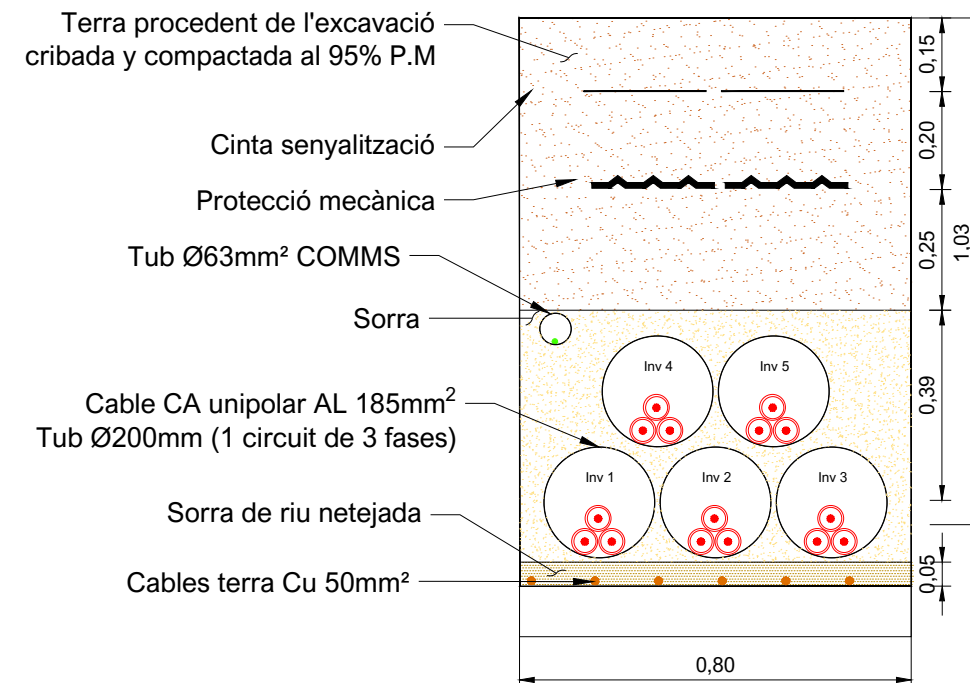 Terra procedent de l'excavació
cribada y compactada al 95% P.M
Cinta senyalització
Protecció mecànica
Tub Ø63mm² COMMS
Sorra
Cable CA unipolar AL 185mm²
Tub Ø200mm (1 circuit de 3 fases)
Sorra de riu netejada
Cables terra Cu 50mm²
Inv 4
Inv 5
Inv 1
Inv 2
Inv 3
0,15
0,20
0,25
1,03
0,39
0,05
0,80